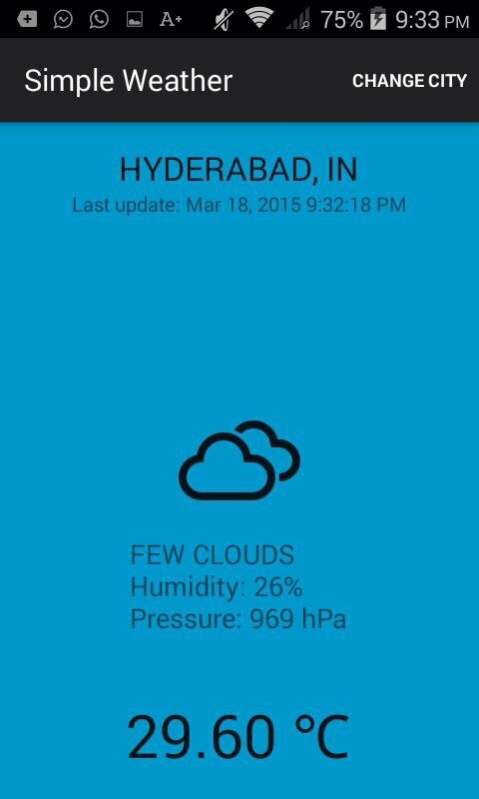 A+ 75% 9:33 PM
Simple Weather CHANGE CITY
HYDERABAD, IN
Last update: Mar 18, 2015 9:32:18 PM
FEW CLOUDS
Humidity: 26%
Pressure: 969 hPa
29.60 ℃